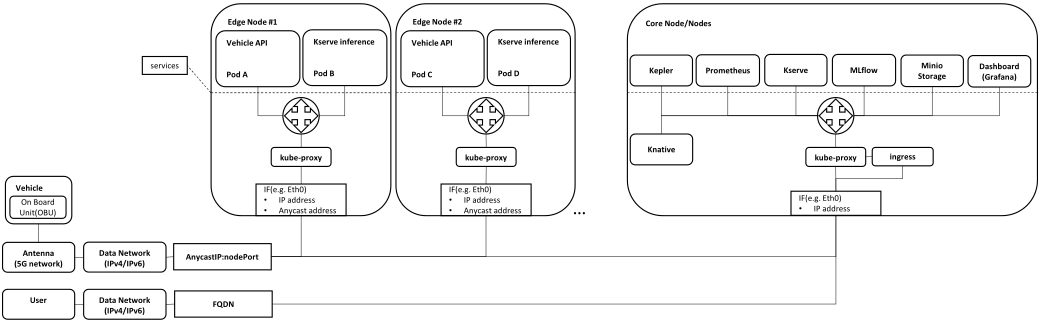 Edge Node #1
Vehicle API
Pod A
Kserve inference
Pod B
kube-proxy
IF(e.g. Eth0)
• IP address
• Anycast address
Edge Node #2
Vehicle API
Pod C
Kserve inference
Pod D
kube-proxy
IF(e.g. Eth0)
• IP address
• Anycast address
...
Core Node/Nodes
Kepler
Prometheus
Kserve
MLflow
Minio
Storage
Dashboard
(Grafana)
Knative
kube-proxy
ingress
IF(e.g. Eth0)
• IP address
services
Vehicle
On Board
Unit(OBU)
Antenna
(5G network)
Data Network
(IPv4/IPv6)
AnycastIP:nodePort
User
Data Network
(IPv4/IPv6)
FQDN